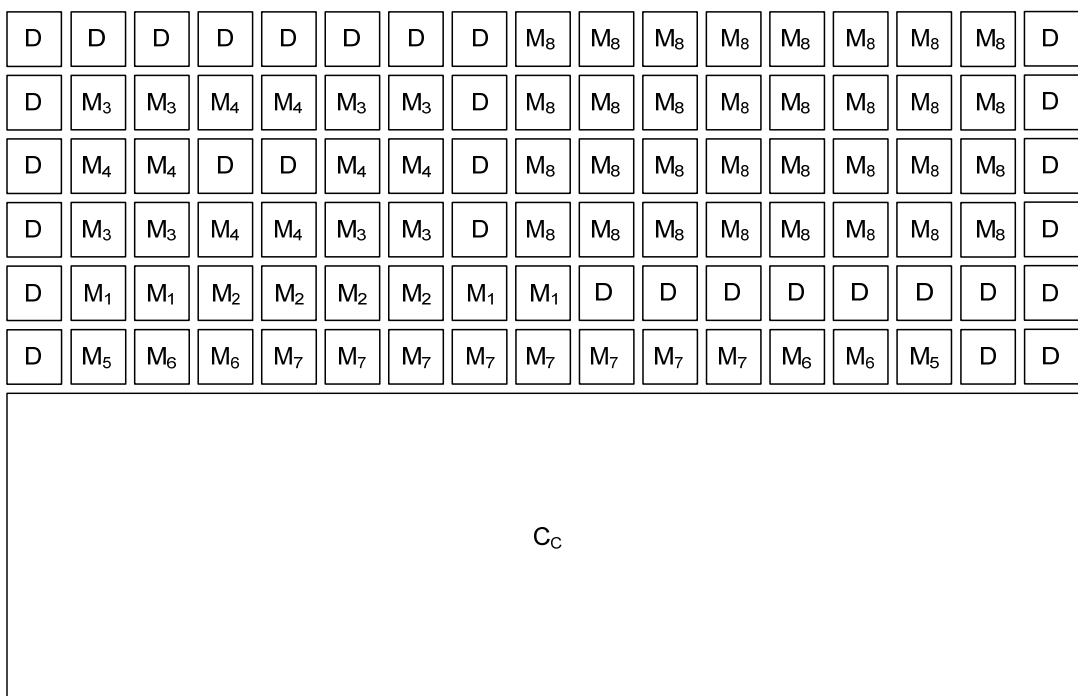 D D D D D D D D M₈ M₈ M₈ M₈ M₈ M₈ M₈ M₈ D
D M₃ M₃ M₄ M₄ M₃ M₃ D M₈ M₈ M₈ M₈ M₈ M₈ M₈ M₈ D
D M₄ M₄ D D M₄ M₄ D M₈ M₈ M₈ M₈ M₈ M₈ M₈ M₈ D
D M₃ M₃ M₄ M₄ M₃ M₃ D M₈ M₈ M₈ M₈ M₈ M₈ M₈ M₈ D
D M₁ M₁ M₂ M₂ M₂ M₂ M₁ M₁ D D D D D D D D
D M₅ M₆ M₆ M₇ M₇ M₇ M₇ M₇ M₇ M₇ M₇ M₆ M₆ M₅ D D
C_C